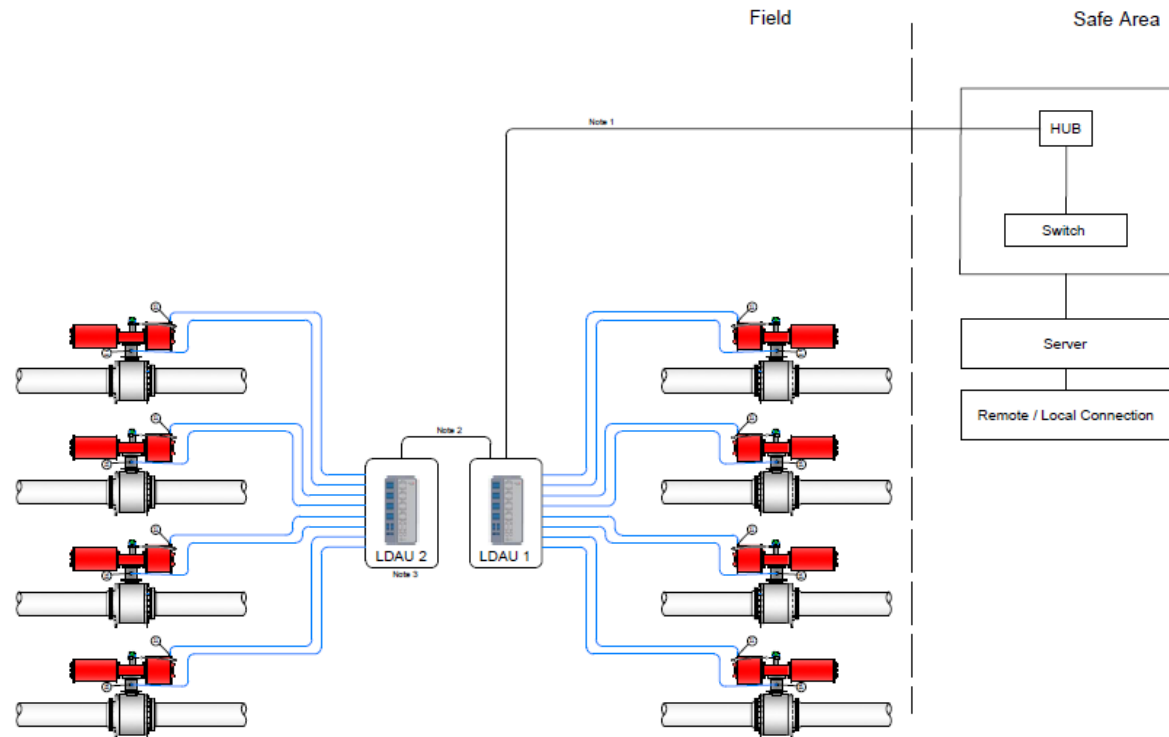 Field
Safe Area
Note 1
HUB
Switch
Server
Remote / Local Connection
Note 2
LDAU 2
LDAU 1
Note 3